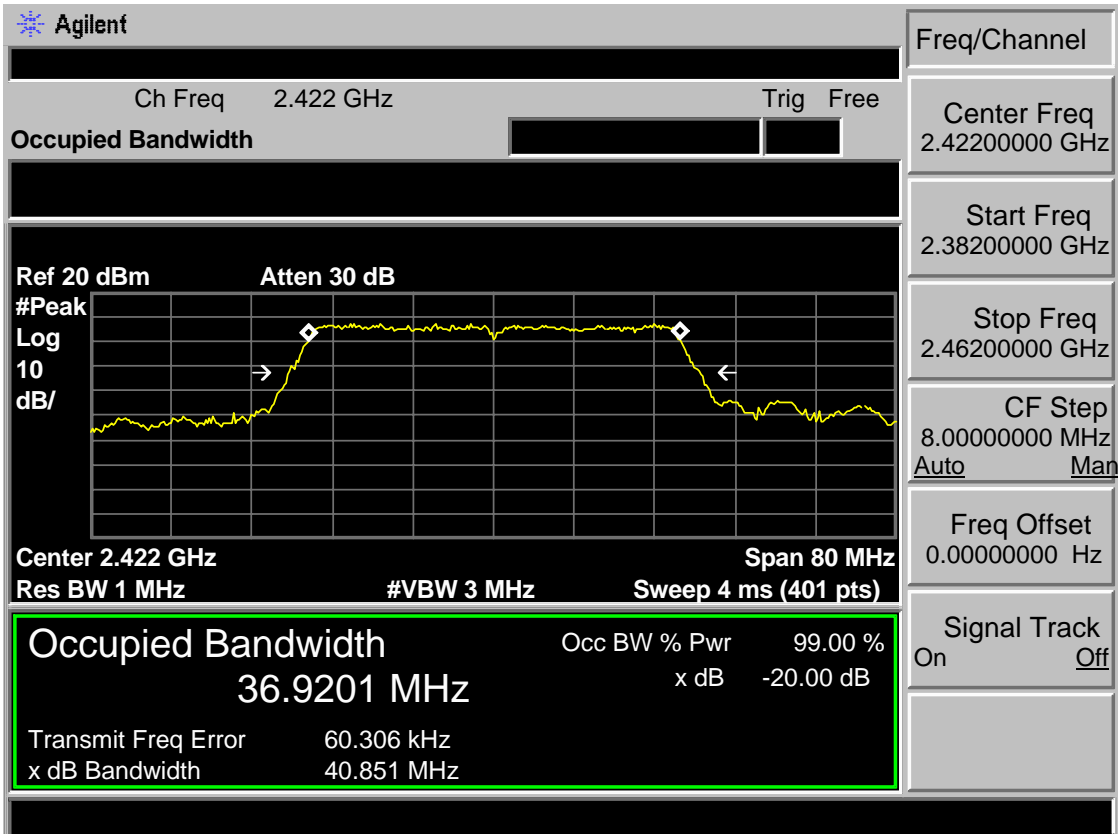 Agilent
Freq/Channel
Ch Freq 2.422 GHz Trig Free
Occupied Bandwidth
Center Freq
2.42200000 GHz
Start Freq
2.38200000 GHz
Ref 20 dBm Atten 30 dB
#Peak
Log
10
dB/
Stop Freq
2.46200000 GHz
CF Step
8.00000000 MHz
Auto Man
Freq Offset
0.00000000 Hz
Center 2.422 GHz Span 80 MHz
Res BW 1 MHz #VBW 3 MHz Sweep 4 ms (401 pts)
Signal Track
On Off
Occupied Bandwidth
36.9201 MHz
Occ BW % Pwr 99.00 %
x dB -20.00 dB
Transmit Freq Error 60.306 kHz
x dB Bandwidth 40.851 MHz